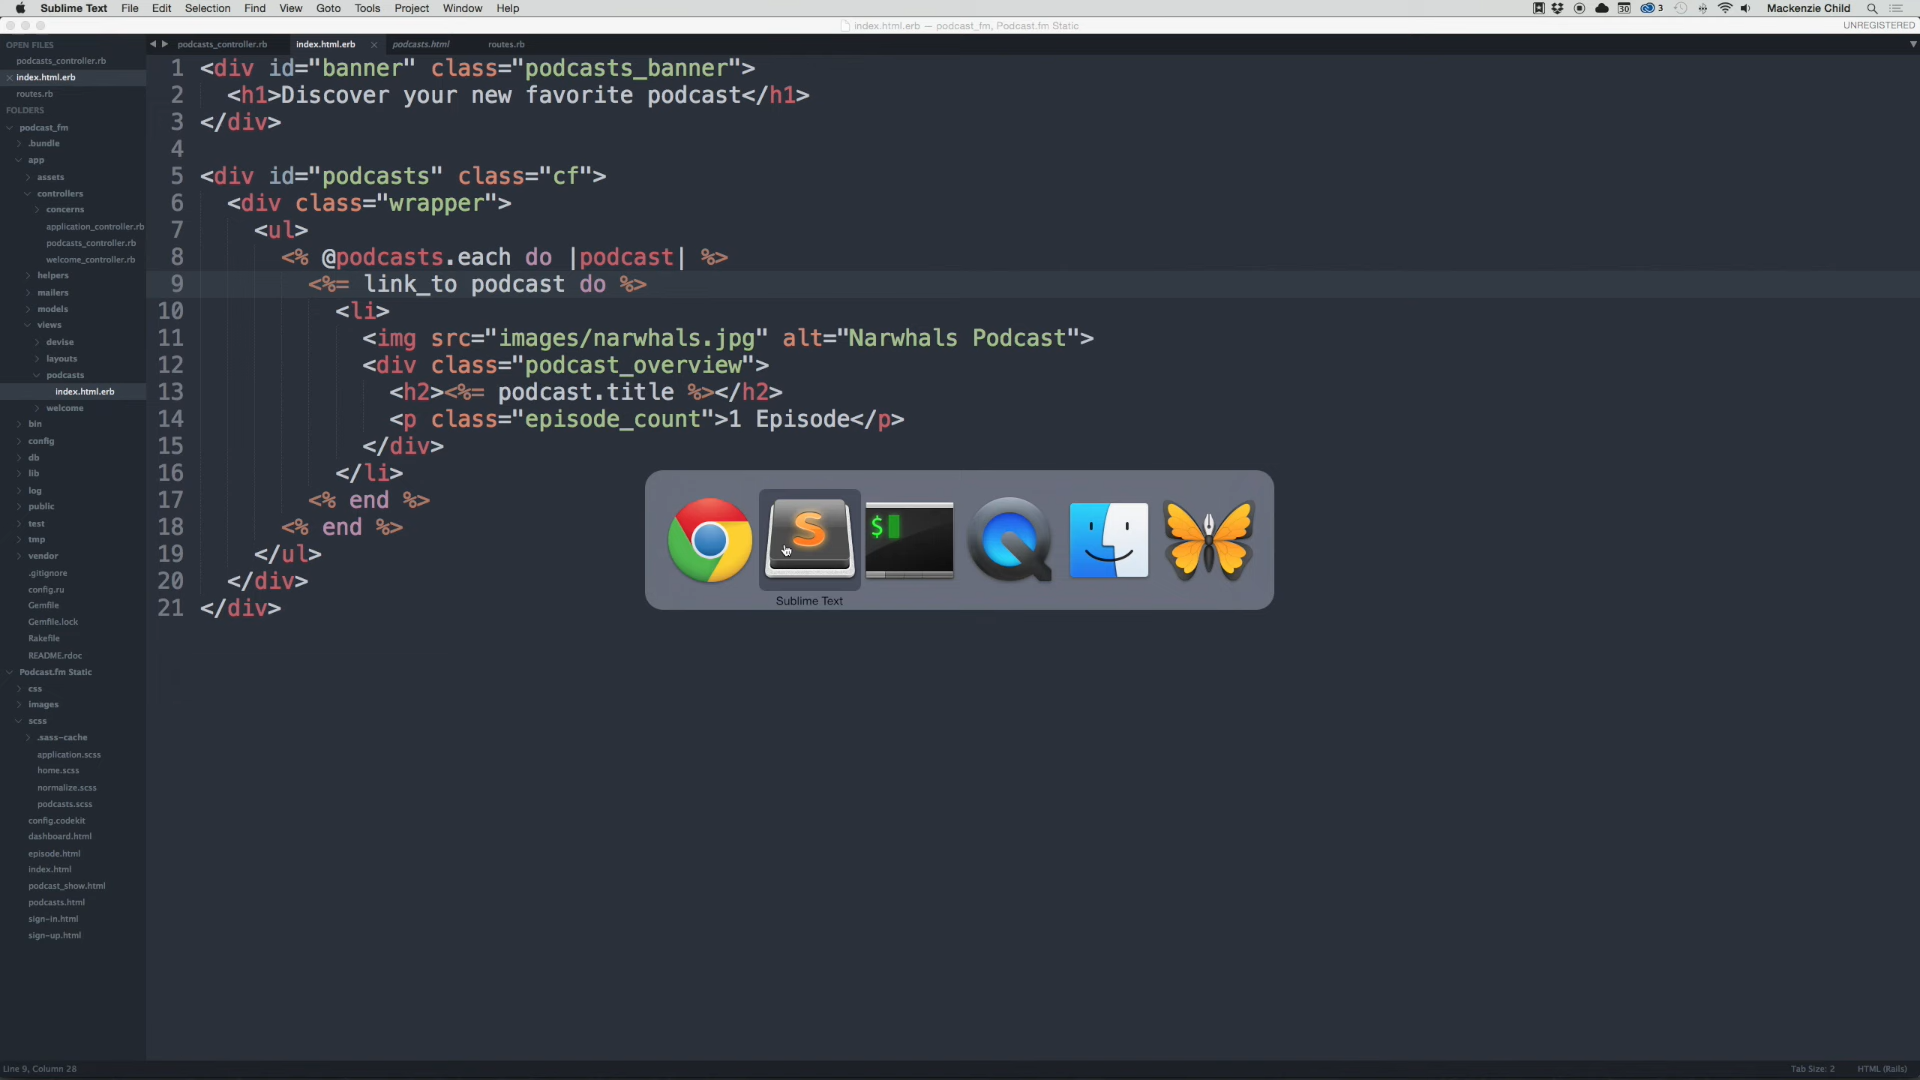 Sublime Text File Edit Selection Find View Goto Tools Project Window Help 30 3 Mackenzie Child
index.html.erb — podcast_fm, Podcast.fm Static UNREGISTERED
OPEN FILES
podcasts_controller.rb
index.html.erb
routes.rb
FOLDERS
podcast_fm
.bundle
app
assets
controllers
concerns
application_controller.rb
podcasts_controller.rb
welcome_controller.rb
helpers
mailers
models
views
devise
layouts
podcasts
index.html.erb
welcome
bin
config
db
lib
log
public
test
tmp
vendor
.gitignore
config.ru
Gemfile
Gemfile.lock
Rakefile
README.rdoc
Podcast.fm Static
css
images
scss
.sass-cache
application.scss
home.scss
normalize.scss
podcasts.scss
config.codekit
dashboard.html
episode.html
index.html
podcast_show.html
podcasts.html
sign-in.html
sign-up.html
podcasts_controller.rb index.html.erb podcasts.html routes.rb
1 <div id="banner" class="podcasts_banner">
2 <h1>Discover your new favorite podcast</h1>
3 </div>
4
5 <div id="podcasts" class="cf">
6 <div class="wrapper">
7 <ul>
8 <% @podcasts.each do |podcast| %>
9 <%= link_to podcast do %>
10 <li>
11 <img src="images/narwhals.jpg" alt="Narwhals Podcast">
12 <div class="podcast_overview">
13 <h2><%= podcast.title %></h2>
14 <p class="episode_count">1 Episode</p>
15 </div>
16 </li>
17 <% end %>
18 <% end %>
19 </ul>
20 </div>
21 </div>
S
$
Sublime Text
Line 9, Column 28 Tab Size: 2 HTML (Rails)